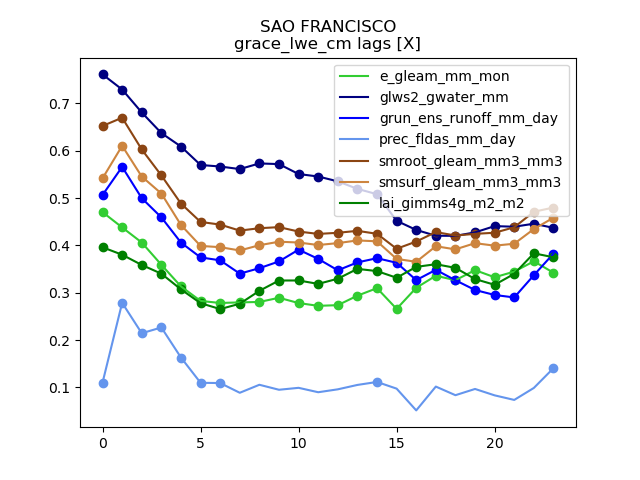 SAO FRANCISCO
grace_lwe_cm lags [X]
e_gleam_mm_mon
glws2_gwater_mm
grun_ens_runoff_mm_day
prec_fldas_mm_day
smroot_gleam_mm3_mm3
smsurf_gleam_mm3_mm3
lai_gimms4g_m2_m2
0.7
0.6
0.5
0.4
0.3
0.2
0.1
0 5 10 15 20